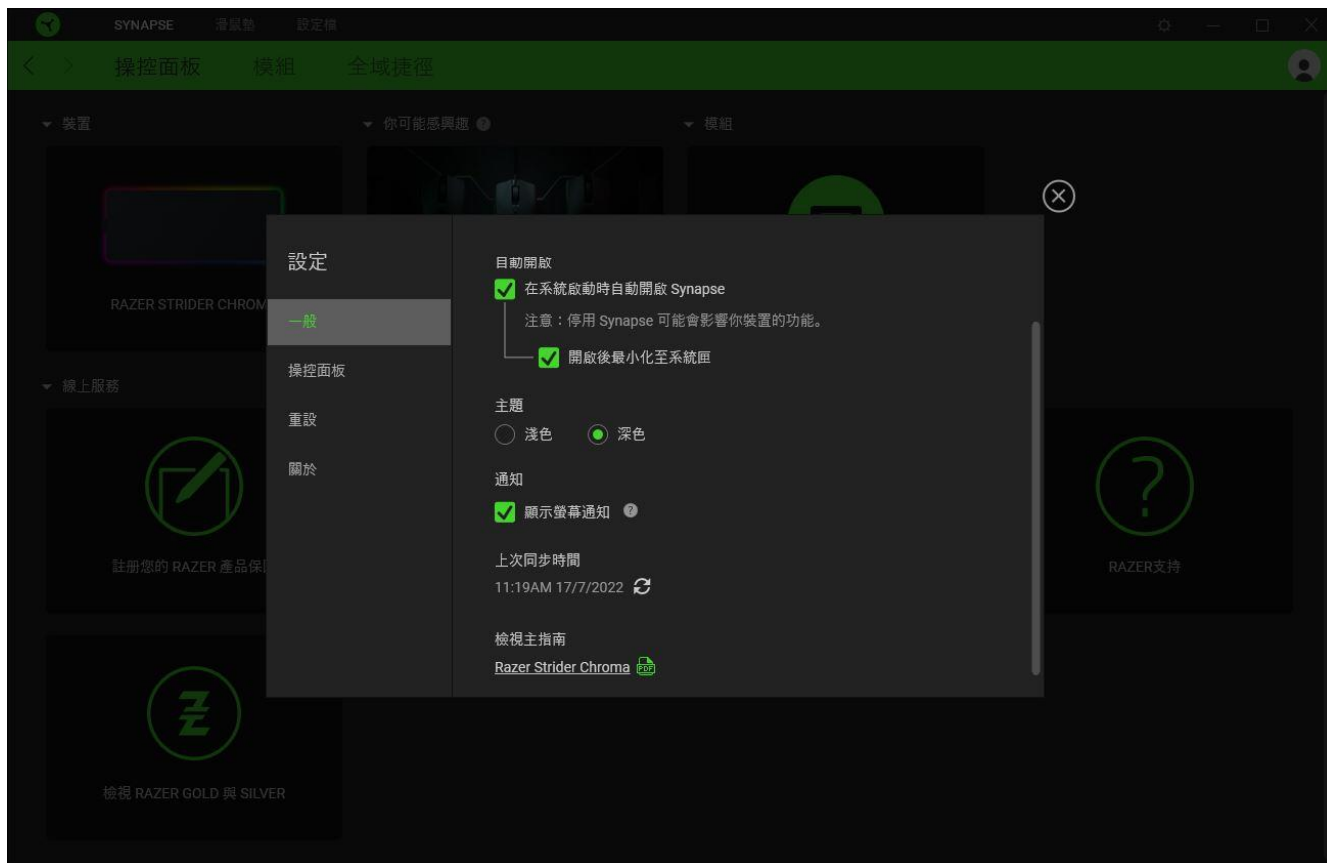 SYNAPSE 滑鼠墊 設定檔
操控面板 模組 全域捷徑
裝置 你可能感興趣 模組
RAZER STRIDER CHROM
線上服務
註册您的 RAZER 產品保
RAZER支持
檢視 RAZER GOLD 與 SILVER
設定
一般
操控面板
重設
關於
自動開啟
在系統啟動時自動開啟 Synapse
注意：停用 Synapse 可能會影響你裝置的功能。
開啟後最小化至系統匣
主題
淺色 深色
通知
顯示螢幕通知
上次同步時間
11:19AM 17/7/2022
檢視主指南
Razer Strider Chroma PDF